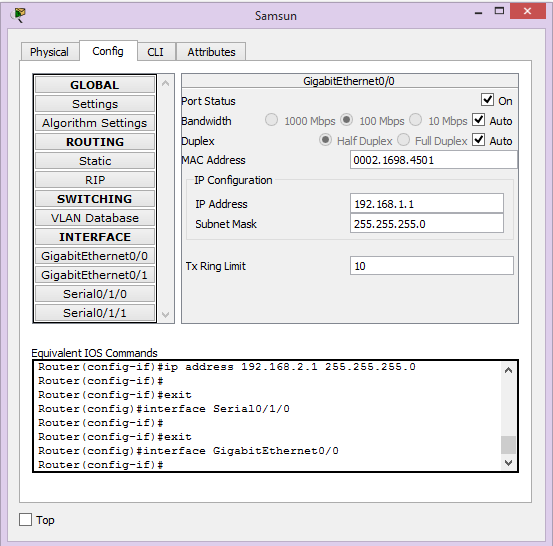 Samsun
Physical Config CLI Attributes
GLOBAL
Settings
Algorithm Settings
ROUTING
Static
RIP
SWITCHING
VLAN Database
INTERFACE
GigabitEthernet0/0
GigabitEthernet0/1
Serial0/1/0
Serial0/1/1
GigabitEthernet0/0
Port Status On
Bandwidth 1000 Mbps 100 Mbps 10 Mbps Auto
Duplex Half Duplex Full Duplex Auto
MAC Address 0002.1698.4501
IP Configuration
IP Address 192.168.1.1
Subnet Mask 255.255.255.0
Tx Ring Limit 10
Equivalent IOS Commands
Router(config-if)#ip address 192.168.2.1 255.255.255.0
Router(config-if)#
Router(config-if)#exit
Router(config)#interface Serial0/1/0
Router(config-if)#
Router(config-if)#exit
Router(config)#interface GigabitEthernet0/0
Router(config-if)#
Top